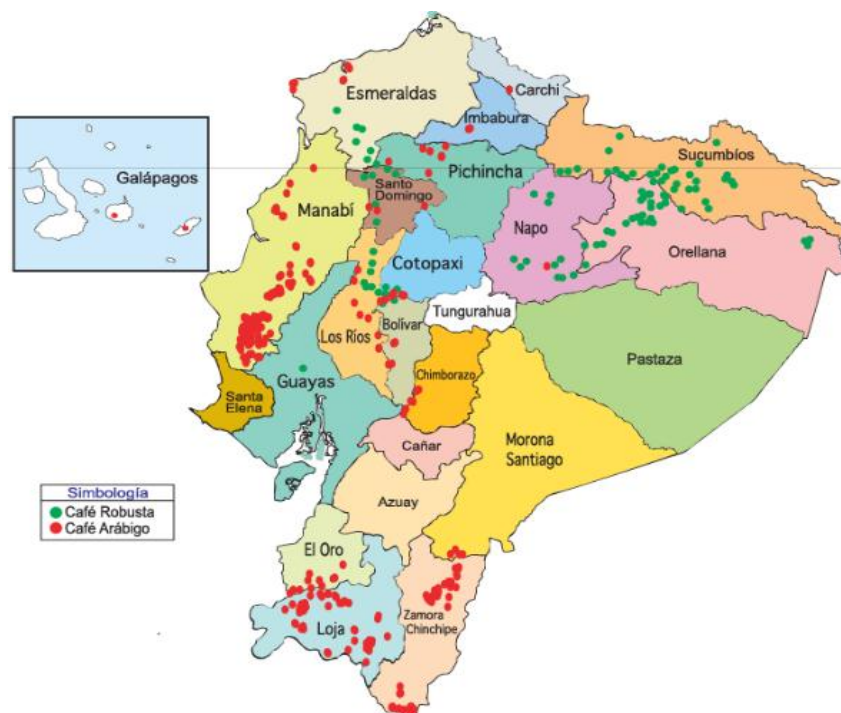 Esmeraldas
Carchi
Imbabura
Galápagos
Pichincha
Sucumbíos
Santo
Domingo
Manabí
Napo
Orellana
Cotopaxi
Tungurahua
Los Ríos
Bolívar
Pastaza
Chimborazo
Guayas
Santa
Elena
Cañar
Morona
Santiago
Simbología
Café Robusta
Café Arábigo
Azuay
El Oro
Zamora
Chinchipe
Loja